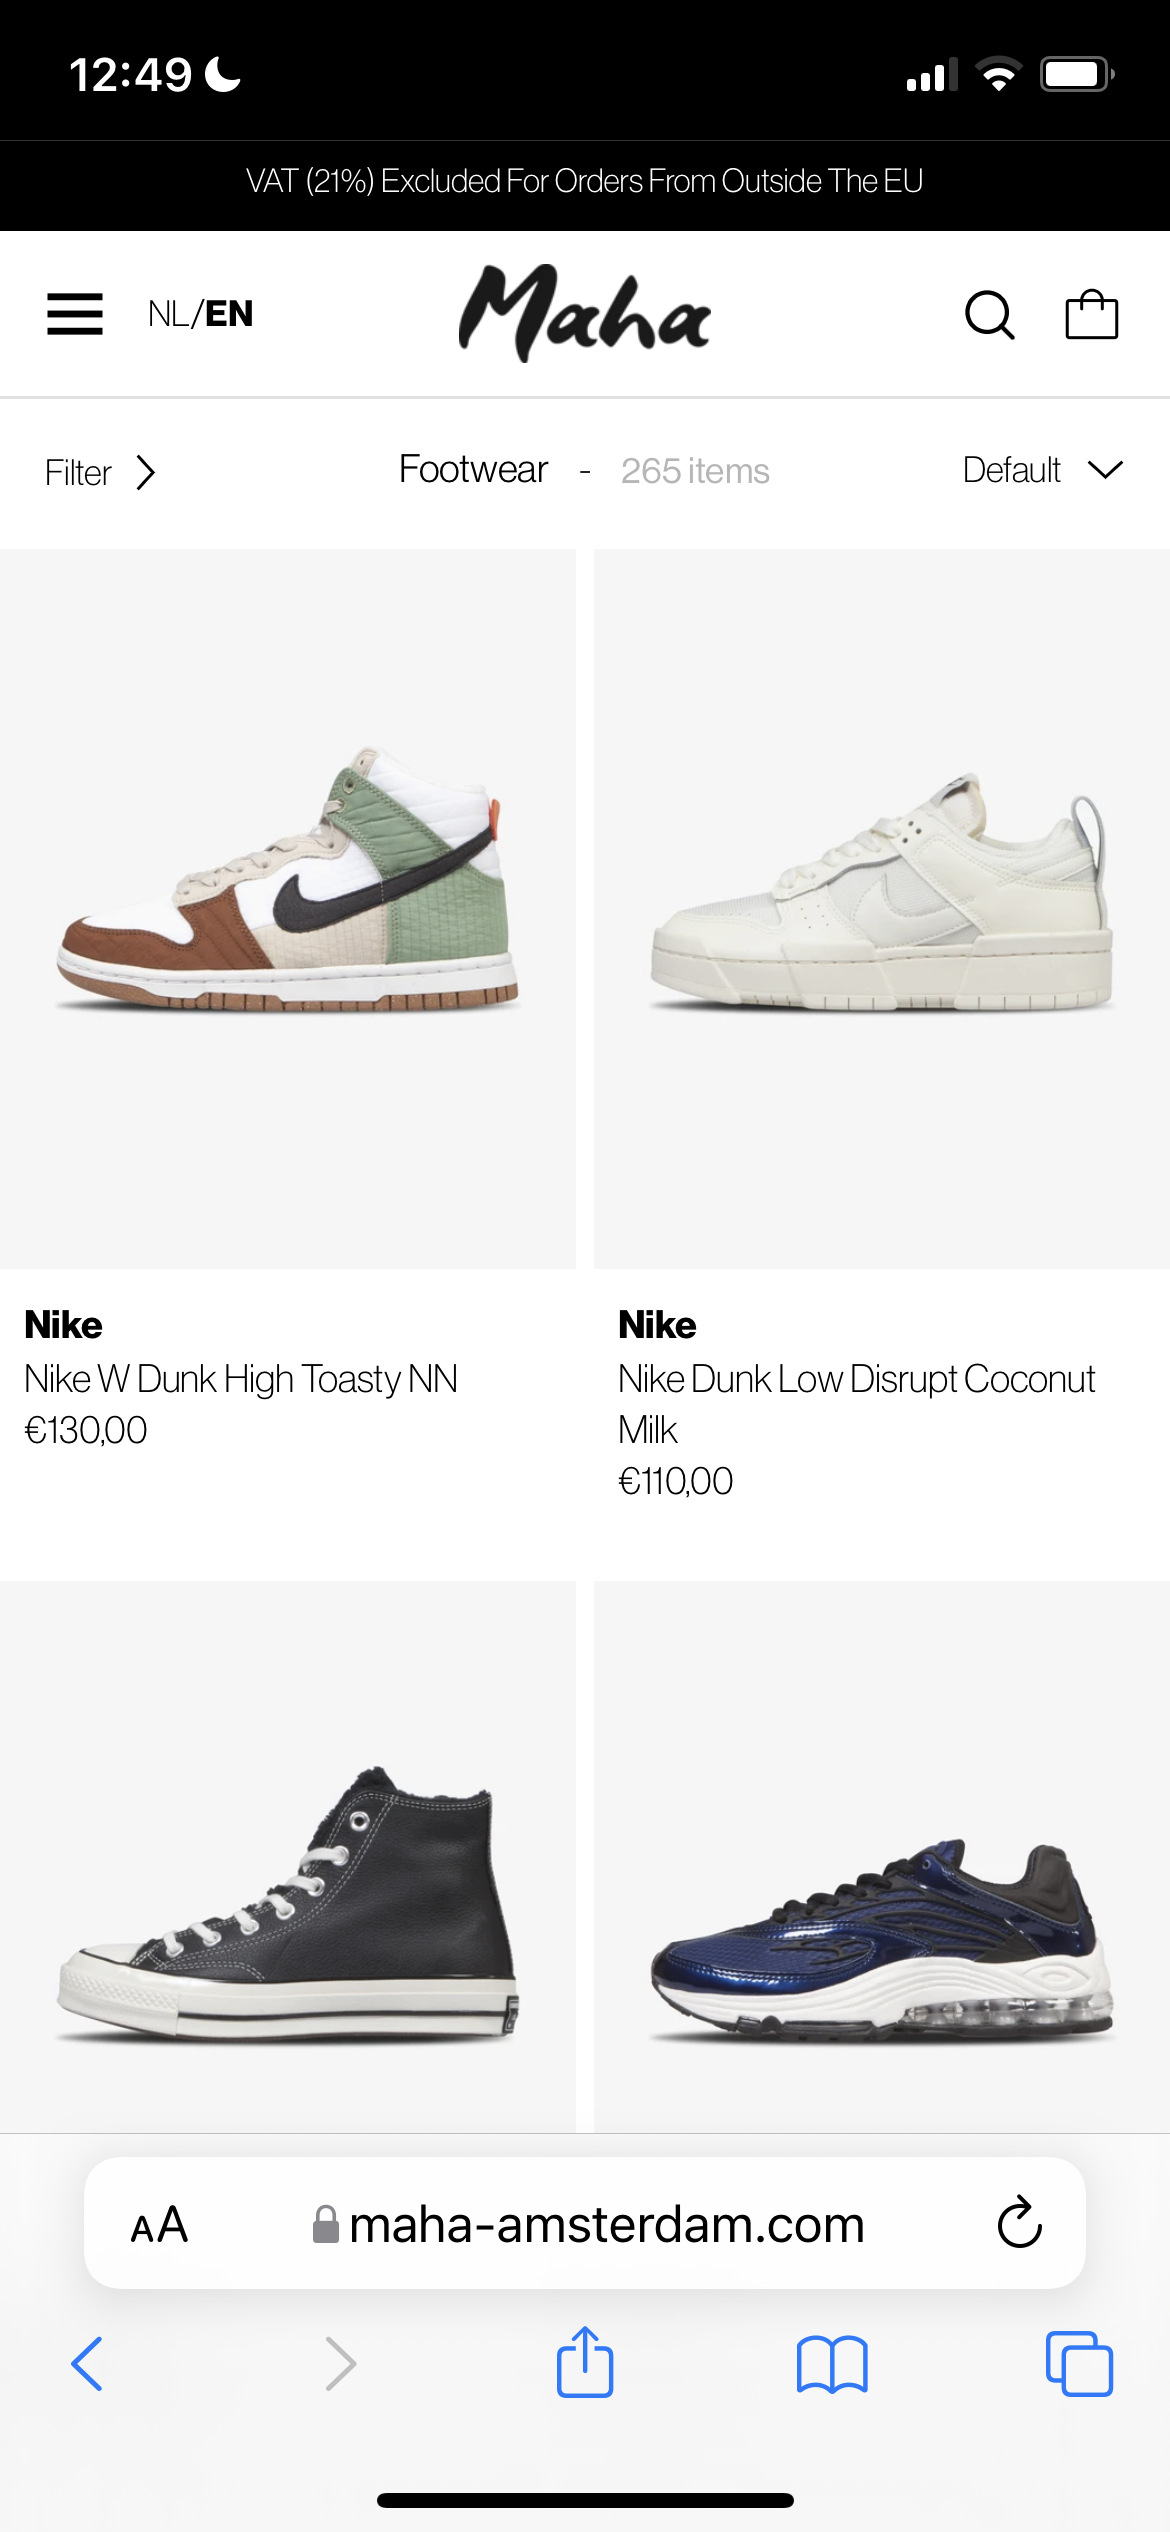 12:49
VAT (21%) Excluded For Orders From Outside The EU
NL/EN
Maha
Filter
Footwear - 265 items
Default
Nike
Nike W Dunk High Toasty NN
€130,00
Nike
Nike Dunk Low Disrupt Coconut
Milk
€110,00
AA
maha-amsterdam.com